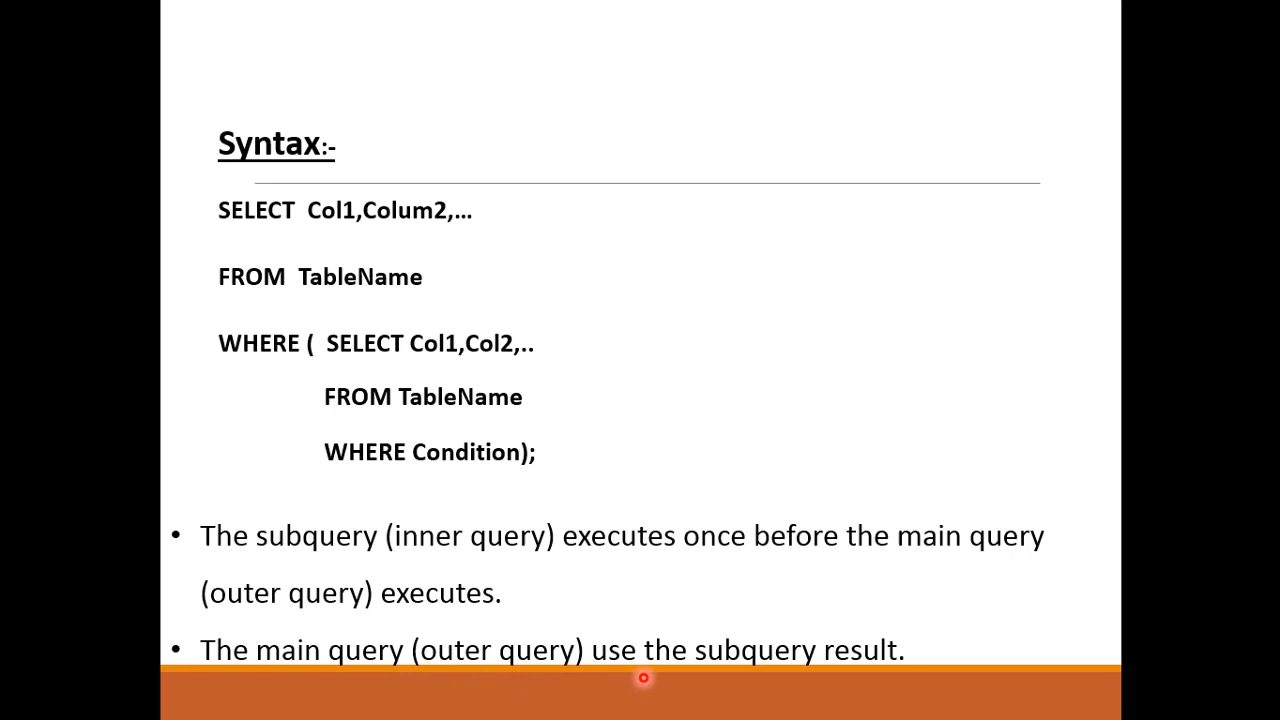 Syntax:-
SELECT Col1,Colum2,...
FROM TableName
WHERE ( SELECT Col1,Col2,..
FROM TableName
WHERE Condition);
• The subquery (inner query) executes once before the main query
(outer query) executes.
• The main query (outer query) use the subquery result.